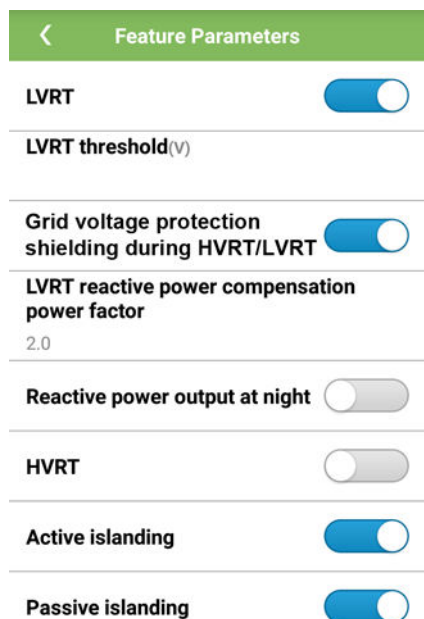 Feature Parameters
LVRT
LVRT threshold(V)
Grid voltage protection
shielding during HVRT/LVRT
LVRT reactive power compensation
power factor
2.0
Reactive power output at night
HVRT
Active islanding
Passive islanding